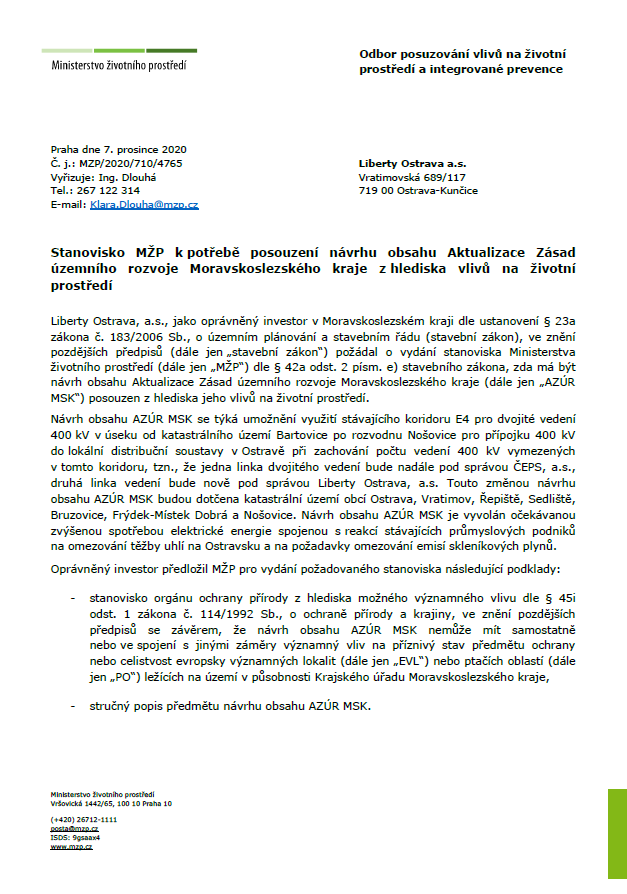 Ministerstvo životního prostředí
Odbor posuzování vlivů na životní
prostředí a integrované prevence
Praha dne 7. prosince 2020
Č. j.: MZP/2020/710/4765
Vyřizuje: Ing. Dlouhá
Tel.: 267 122 314
E-mail: Klara.Dlouha@mzp.cz
Liberty Ostrava a.s.
Vratimovská 689/117
719 00 Ostrava-Kunčice
Stanovisko MŽP k potřebě posouzení návrhu obsahu Aktualizace Zásad
územního rozvoje Moravskoslezského kraje z hlediska vlivů na životní
prostředí
Liberty Ostrava, a.s., jako oprávněný investor v Moravskoslezském kraji dle ustanovení § 23a
zákona č. 183/2006 Sb., o územním plánování a stavebním řádu (stavební zákon), ve znění
pozdějších předpisů (dále jen „stavební zákon") požádal o vydání stanoviska Ministerstva
životního prostředí (dále jen „MŽP") dle § 42a odst. 2 písm. e) stavebního zákona, zda má být
návrh obsahu Aktualizace Zásad územního rozvoje Moravskoslezského kraje (dále jen „AZÚR
MSK") posouzen z hlediska jeho vlivů na životní prostředí.
Návrh obsahu AZÚR MSK se týká umožnění využití stávajícího koridoru E4 pro dvojité vedení
400 kV v úseku od katastrálního území Bartovice po rozvodnu Nošovice pro přípojku 400 kV
do lokální distribuční soustavy v Ostravě při zachování počtu vedení 400 kV vymezených
v tomto koridoru, tzn., že jedna linka dvojitého vedení bude nadále pod správou ČEPS, a.s.,
druhá linka vedení bude nově pod správou Liberty Ostrava, a.s. Touto změnou návrhu
obsahu AZÚR MSK budou dotčena katastrální území obcí Ostrava, Vratimov, Řepiště, Sedliště,
Bruzovice, Frýdek-Místek Dobrá a Nošovice. Návrh obsahu AZÚR MSK je vyvolán očekávanou
zvýšenou spotřebou elektrické energie spojenou s reakcí stávajících průmyslových podniků
na omezování těžby uhlí na Ostravsku a na požadavky omezování emisí skleníkových plynů.
Oprávněný investor předložil MŽP pro vydání požadovaného stanoviska následující podklady:
- stanovisko orgánu ochrany přírody z hlediska možného významného vlivu dle § 45i
odst. 1 zákona č. 114/1992 Sb., o ochraně přírody a krajiny, ve znění pozdějších
předpisů se závěrem, že návrh obsahu AZÚR MSK nemůže mít samostatně
nebo ve spojení s jinými záměry významný vliv na příznivý stav předmětu ochrany
nebo celistvost evropsky významných lokalit (dále jen „EVL") nebo ptačích oblastí (dále
jen „PO") ležících na území v působnosti Krajského úřadu Moravskoslezského kraje,
- stručný popis předmětu návrhu obsahu AZÚR MSK.
Ministerstvo životního prostředí
Vršovická 1442/65, 100 10 Praha 10
(+420) 26712-1111
posta@mzp.cz
ISDS: 9gsaax4
www.mzp.cz